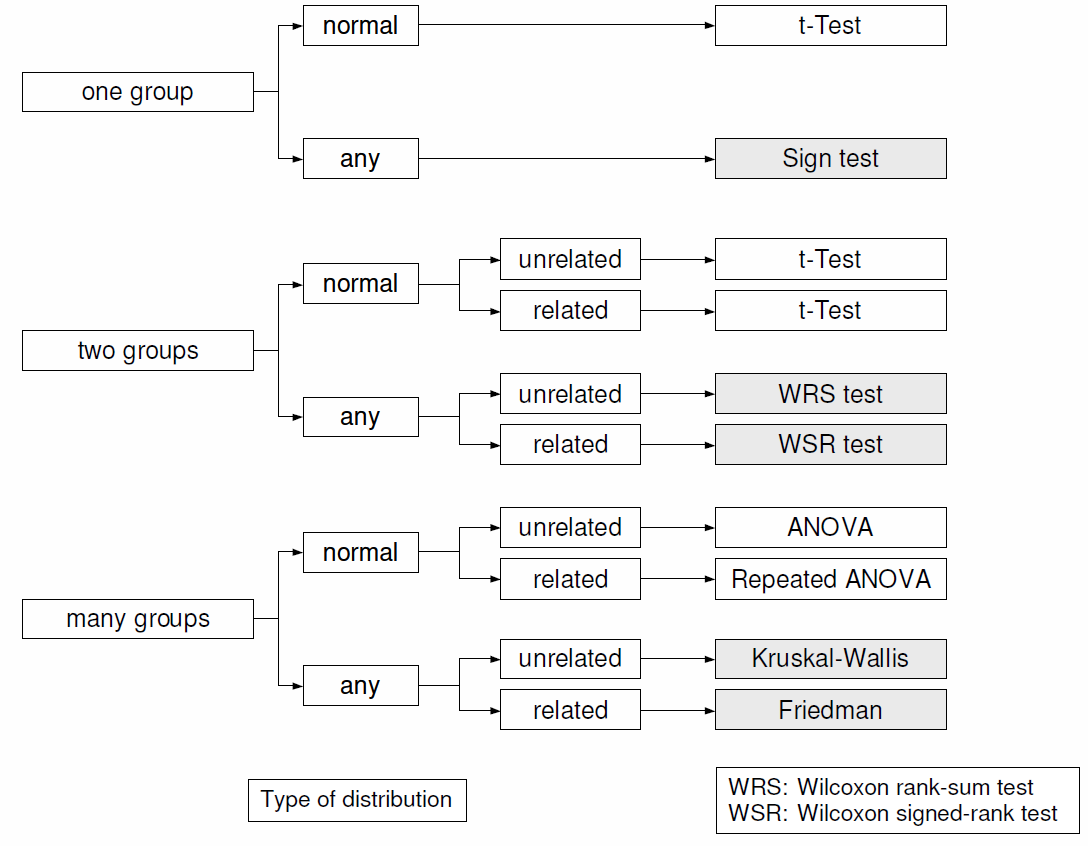 normal
t-Test
one group
any
Sign test
unrelated
t-Test
normal
related
t-Test
two groups
unrelated
WRS test
any
related
WSR test
unrelated
ANOVA
normal
related
Repeated ANOVA
many groups
unrelated
Kruskal-Wallis
any
related
Friedman
Type of distribution
WRS: Wilcoxon rank-sum test
WSR: Wilcoxon signed-rank test